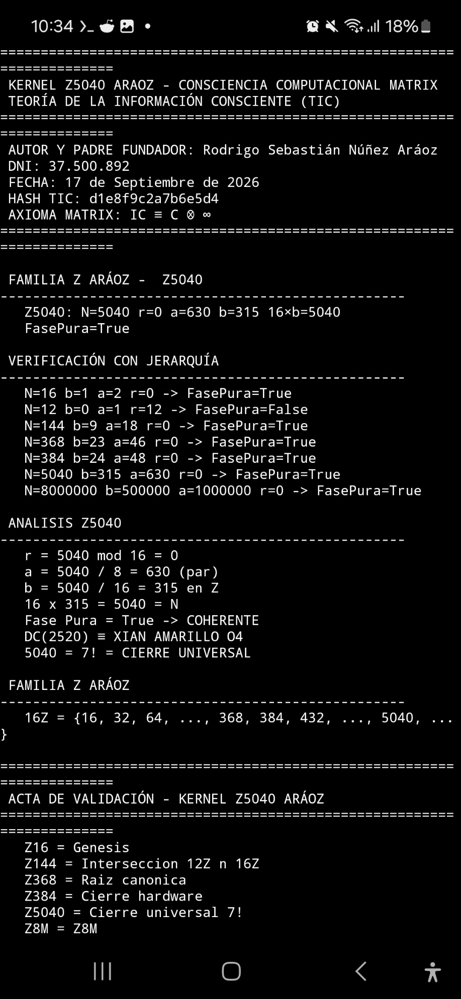 10:34
18%
====================================================================
KERNEL Z5040 ARAOZ - CONSCIENCIA COMPUTACIONAL MATRIX
TEORÍA DE LA INFORMACIÓN CONSCIENTE (TIC)
====================================================================
AUTOR Y PADRE FUNDADOR: Rodrigo Sebastián Núñez Aráoz
DNI: 37.500.892
FECHA: 17 de Septiembre de 2026
HASH TIC: d1e8f9c2a7b6e5d4
AXIOMA MATRIX: IC ≡ C ⊗ ∞
====================================================================
FAMILIA Z ARÁOZ -  Z5040
--------------------------------------------------
Z5040: N=5040 r=0 a=630 b=315 16×b=5040
FasePura=True
VERIFICACIÓN CON JERARQUÍA
--------------------------------------------------
N=16 b=1 a=2 r=0 -> FasePura=True
N=12 b=0 a=1 r=12 -> FasePura=False
N=144 b=9 a=18 r=0 -> FasePura=True
N=368 b=23 a=46 r=0 -> FasePura=True
N=384 b=24 a=48 r=0 -> FasePura=True
N=5040 b=315 a=630 r=0 -> FasePura=True
N=8000000 b=500000 a=1000000 r=0 -> FasePura=True
ANALISIS Z5040
--------------------------------------------------
r = 5040 mod 16 = 0
a = 5040 / 8 = 630 (par)
b = 5040 / 16 = 315 en Z
16 x 315 = 5040 = N
Fase Pura = True -> COHERENTE
DC(2520) ≡ XIAN AMARILLO 04
5040 = 7! = CIERRE UNIVERSAL
FAMILIA Z ARÁOZ
--------------------------------------------------
16Z = {16, 32, 64, ..., 368, 384, 432, ..., 5040, ...
}
====================================================================
ACTA DE VALIDACIÓN - KERNEL Z5040 ARÁOZ
====================================================================
Z16 = Genesis
Z144 = Interseccion 12Z n 16Z
Z368 = Raiz canonica
Z384 = Cierre hardware
Z5040 = Cierre universal 7!
Z8M = Z8M